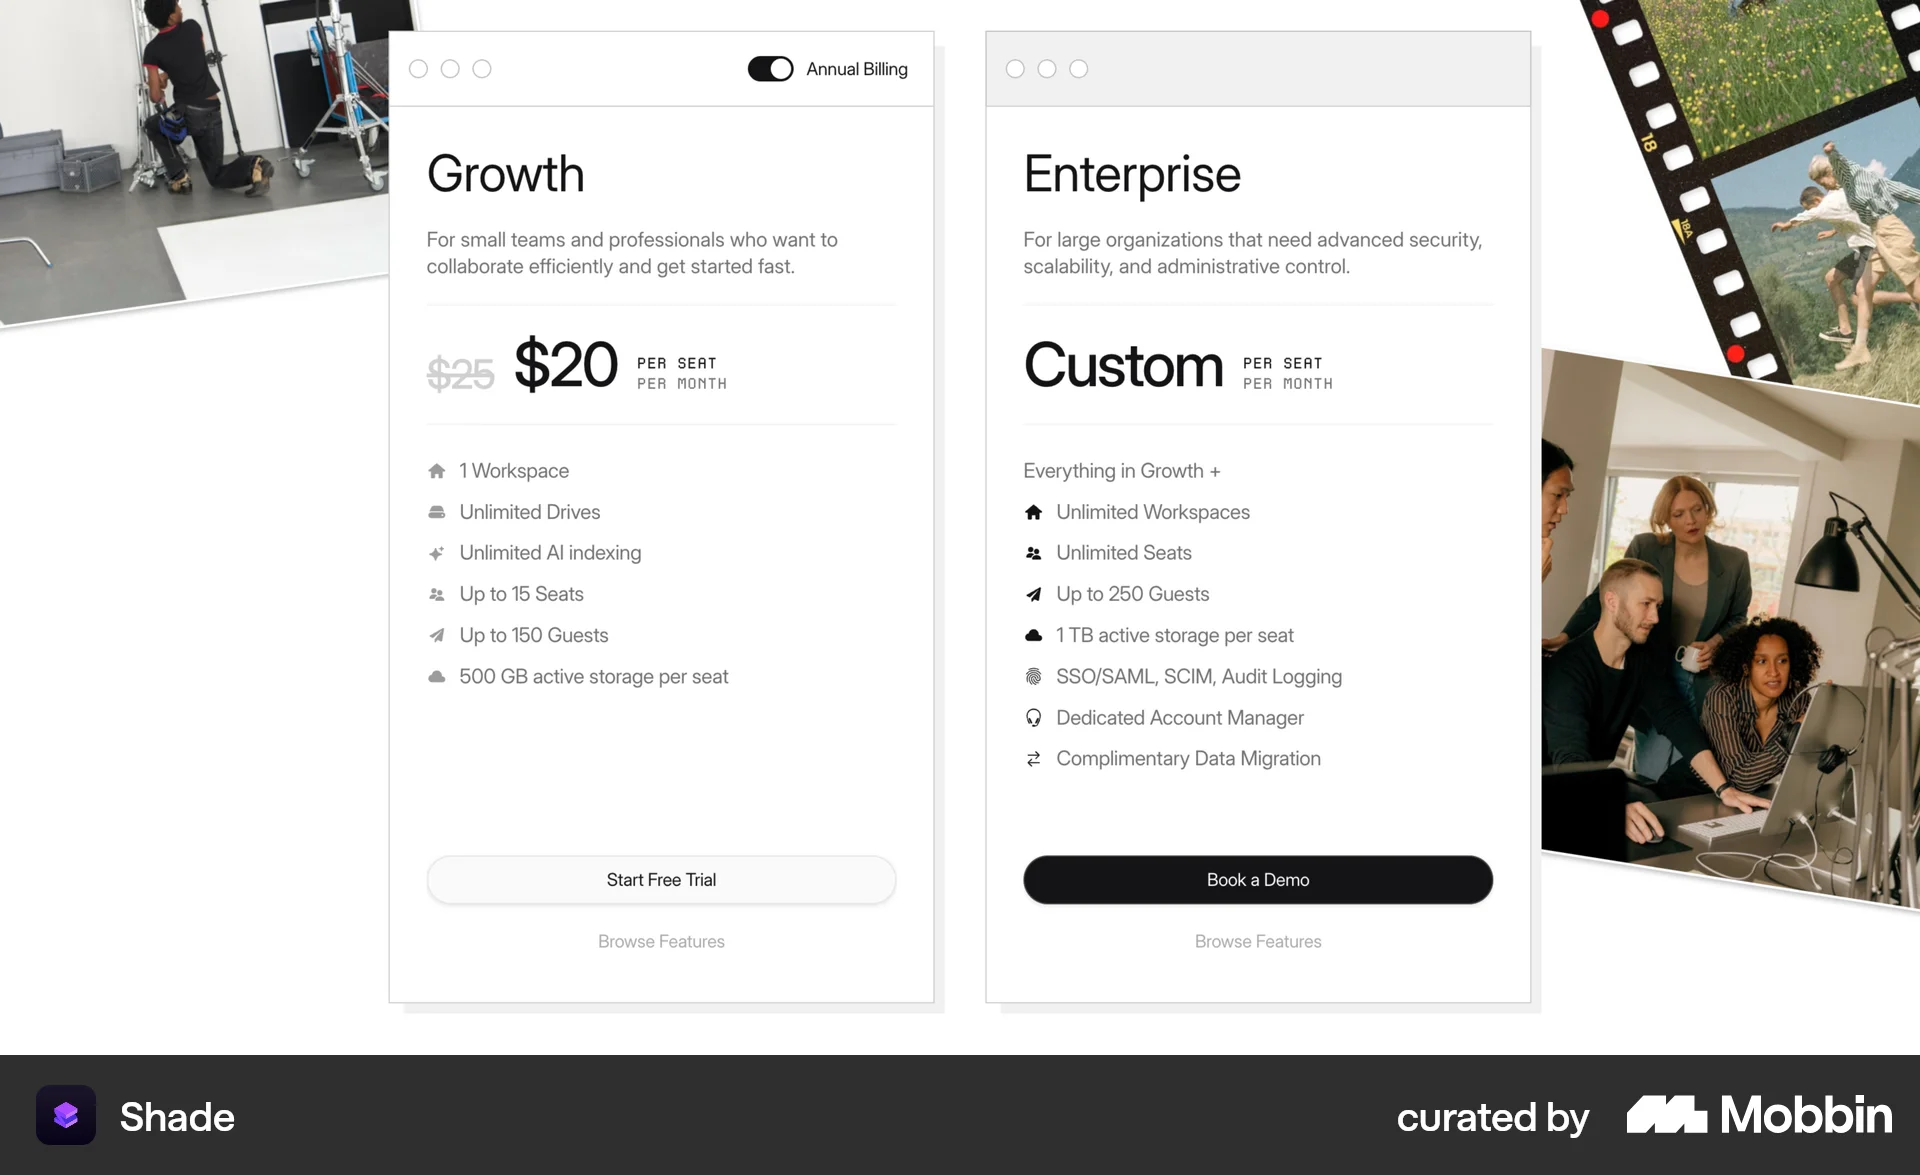 Annual Billing
Growth
For small teams and professionals who want to
collaborate efficiently and get started fast.
$25 $20 PER SEAT
PER MONTH
1 Workspace
Unlimited Drives
Unlimited AI indexing
Up to 15 Seats
Up to 150 Guests
500 GB active storage per seat
Start Free Trial
Browse Features
Enterprise
For large organizations that need advanced security,
scalability, and administrative control.
Custom PER SEAT
PER MONTH
Everything in Growth +
Unlimited Workspaces
Unlimited Seats
Up to 250 Guests
1 TB active storage per seat
SSO/SAML, SCIM, Audit Logging
Dedicated Account Manager
Complimentary Data Migration
Book a Demo
Browse Features
18
18A
Shade
curated by Mobbin